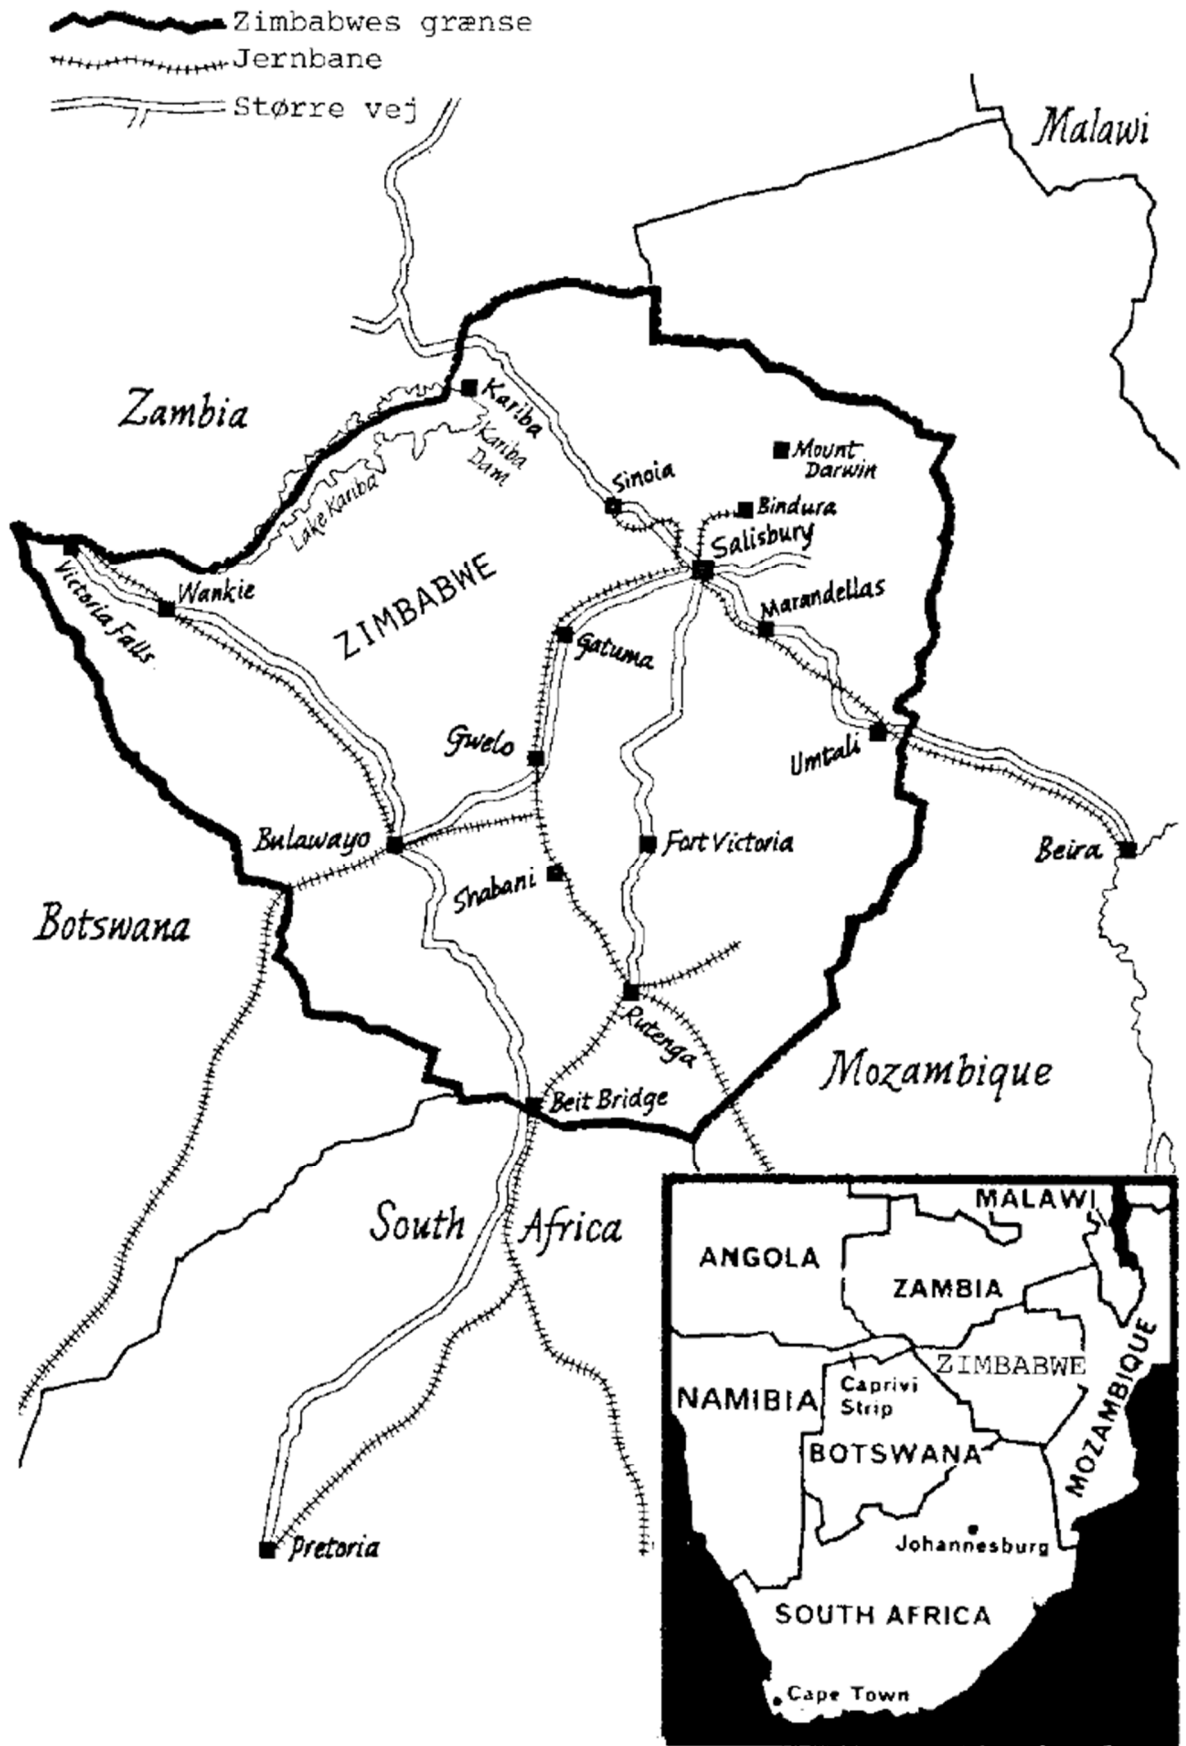 Zimbabwes grænse
Jernbane
Større vej
Malawi
Zambia
Kariba
Kariba
Dam
Lake Kariba
Mount
Darwin
Sinoia
Bindura
Salisbury
Victoria Falls
Wankie
ZIMBABWE
Marandellas
Gatuma
Gwelo
Umtali
Bulawayo
Fort Victoria
Beira
Shabani
Botswana
Rutenga
Mozambique
Beit Bridge
South Africa
Pretoria
MALAWI
ANGOLA
ZAMBIA
ZIMBABWE
MOZAMBIQUE
NAMIBIA
Caprivi
Strip
BOTSWANA
Johannesburg
SOUTH AFRICA
Cape Town